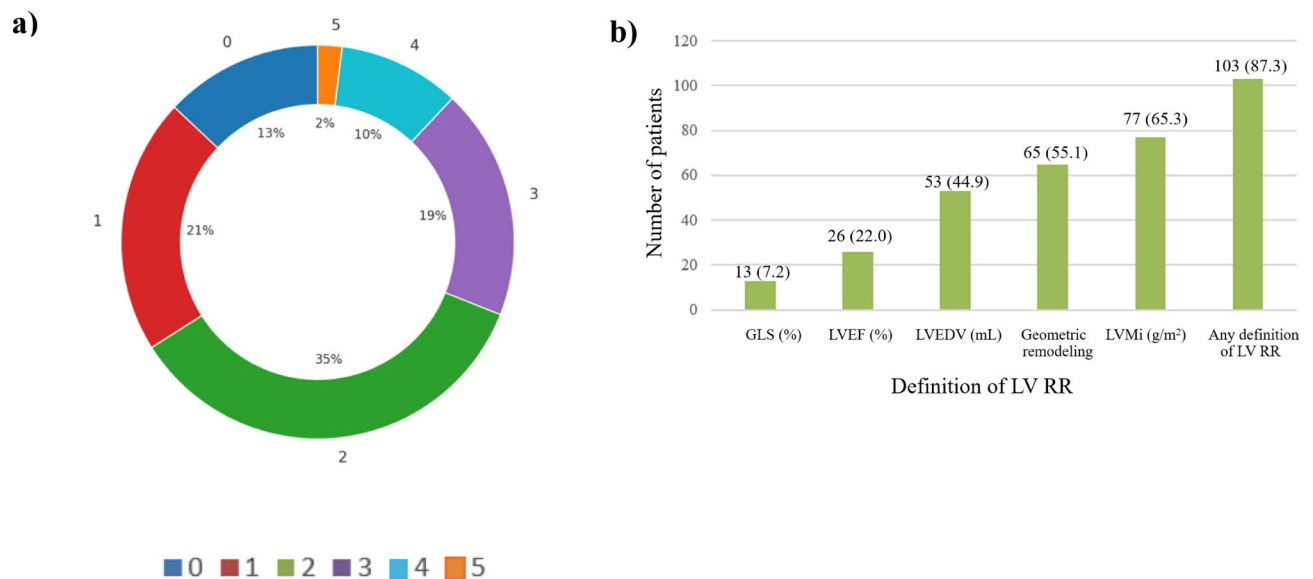 a)
0
5
4
13%
2%
10%
3
19%
1
21%
35%
2
0 1 2 3 4 5
b)
Number of patients
120
100
80
60
40
20
0
13 (7.2)
26 (22.0)
53 (44.9)
65 (55.1)
77 (65.3)
103 (87.3)
GLS (%)
LVEF (%)
LVEDV (mL)
Geometric
remodeling
LVMi (g/m²)
Any definition
of LV RR
Definition of LV RR